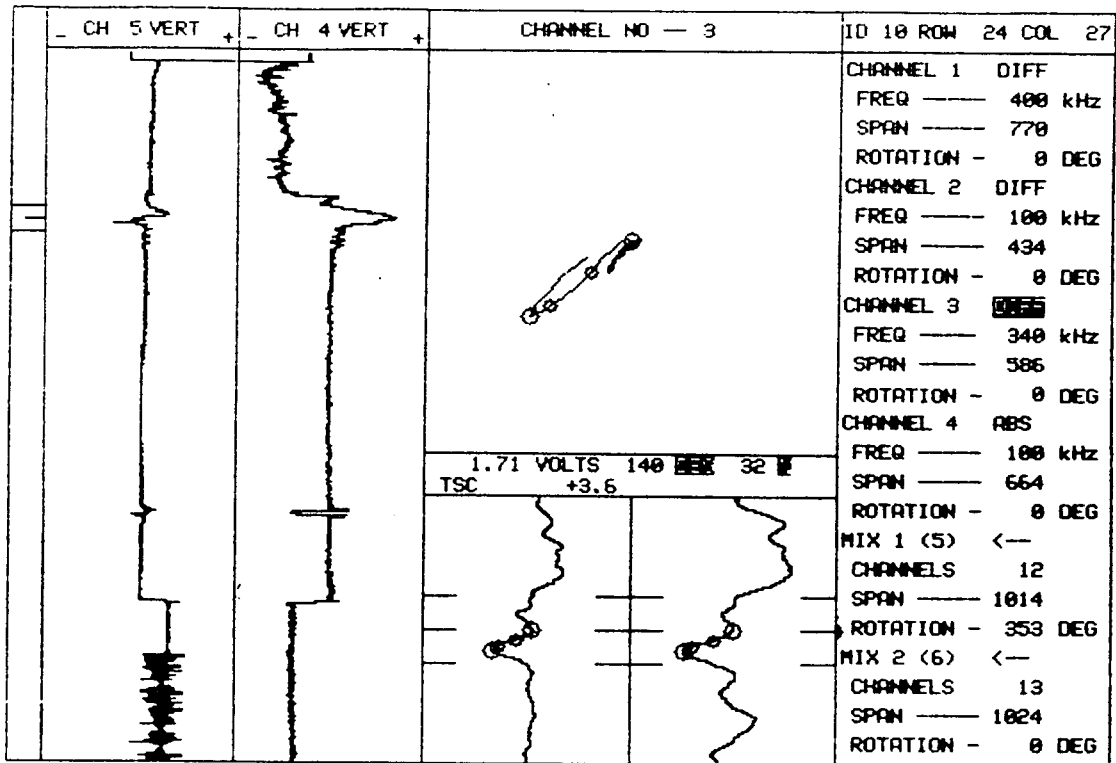 _ CH 5 VERT +
_ CH 4 VERT +
CHANNEL NO — 3
ID 10 ROW 24 COL 27
CHANNEL 1 DIFF
FREQ —— 400 kHz
SPAN —— 770
ROTATION - 0 DEG
CHANNEL 2 DIFF
FREQ —— 100 kHz
SPAN —— 434
ROTATION - 0 DEG
CHANNEL 3
FREQ —— 340 kHz
SPAN —— 586
ROTATION - 0 DEG
CHANNEL 4 ABS
FREQ —— 100 kHz
SPAN —— 664
ROTATION - 0 DEG
MIX 1 (5) <—
CHANNELS 12
SPAN —— 1014
ROTATION - 353 DEG
MIX 2 (6) <—
CHANNELS 13
SPAN —— 1024
ROTATION - 0 DEG
1.71 VOLTS 140 32
TSC +3.6